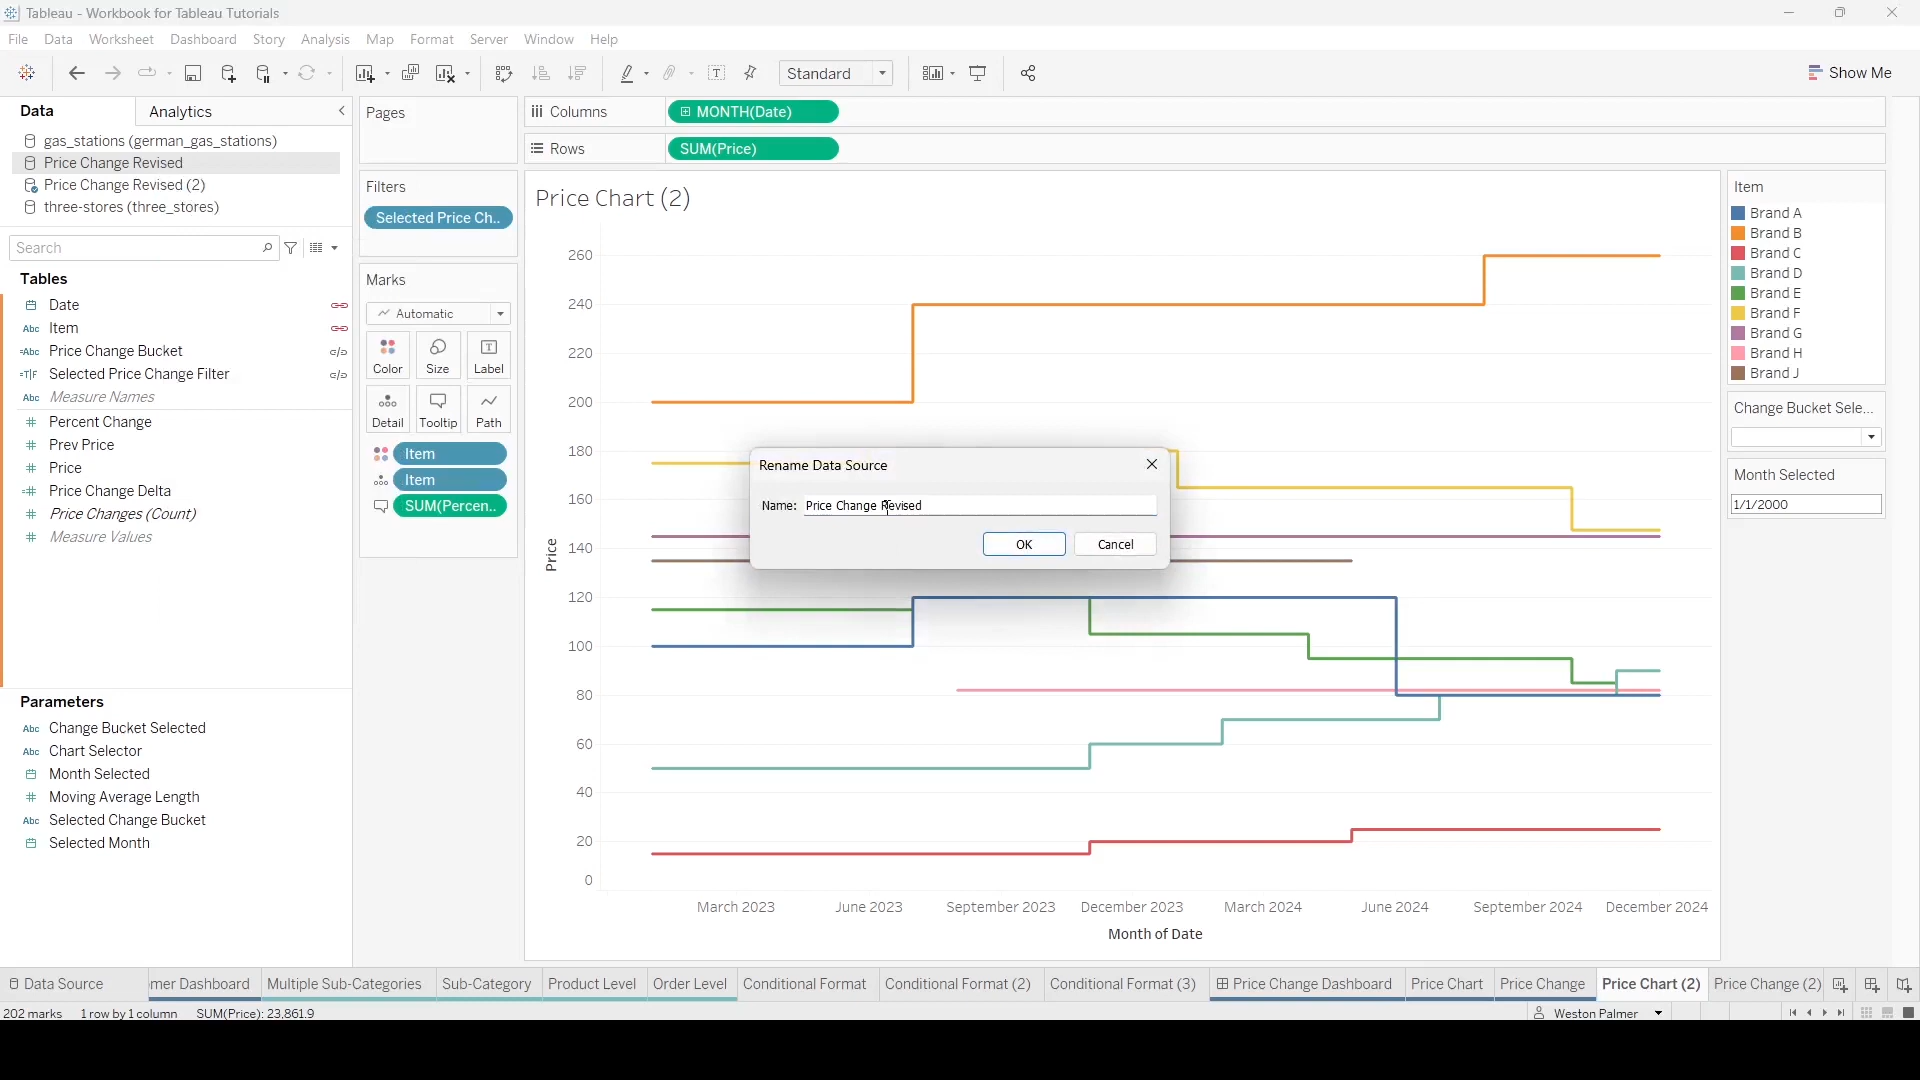 Tableau - Workbook for Tableau Tutorials
File Data Worksheet Dashboard Story Analysis Map Format Server Window Help
Standard
Show Me
Data Analytics
gas_stations (german_gas_stations)
Price Change Revised
Price Change Revised (2)
three-stores (three_stores)
Search
Tables
Date
Abc Item
=Abc Price Change Bucket
=T|F Selected Price Change Filter
Abc Measure Names
Percent Change
Prev Price
Price
Price Change Delta
Price Changes (Count)
Measure Values
Parameters
Abc Change Bucket Selected
Abc Chart Selector
Month Selected
Moving Average Length
Abc Selected Change Bucket
Selected Month
Pages
Filters
Selected Price Ch..
Marks
Automatic
Color Size Label
Detail Tooltip Path
Item
Item
SUM(Percen..
Columns MONTH(Date)
Rows SUM(Price)
Price Chart (2)
260
240
220
200
180
160
140
120
100
80
60
40
20
0
Price
March 2023 June 2023 September 2023 December 2023 March 2024 June 2024 September 2024 December 2024
Month of Date
Rename Data Source
Name: Price Change Revised
OK Cancel
Item
Brand A
Brand B
Brand C
Brand D
Brand E
Brand F
Brand G
Brand H
Brand J
Change Bucket Sele...
Month Selected
1/1/2000
Data Source mer Dashboard Multiple Sub-Categories Sub-Category Product Level Order Level Conditional Format Conditional Format (2) Conditional Format (3) Price Change Dashboard Price Chart Price Change Price Chart (2) Price Change (2)
202 marks 1 row by 1 column SUM(Price): 23,861.9 Weston Palmer